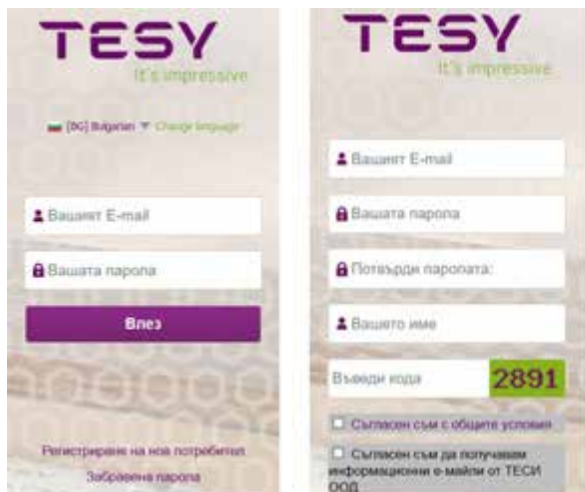 TESY
It's impressive
[BG] Bulgarian Change language
Вашият E-mail
Вашата парола
Влез
Регистриране на нов потребител
Забравена парола
TESY
It's impressive
Вашият E-mail
Вашата парола
Потвърди паролата:
Вашето име
Въведи кода 2891
Съгласен съм с общите условия
Съгласен съм да получавам
информационни е-майли от ТЕСИ
ООД